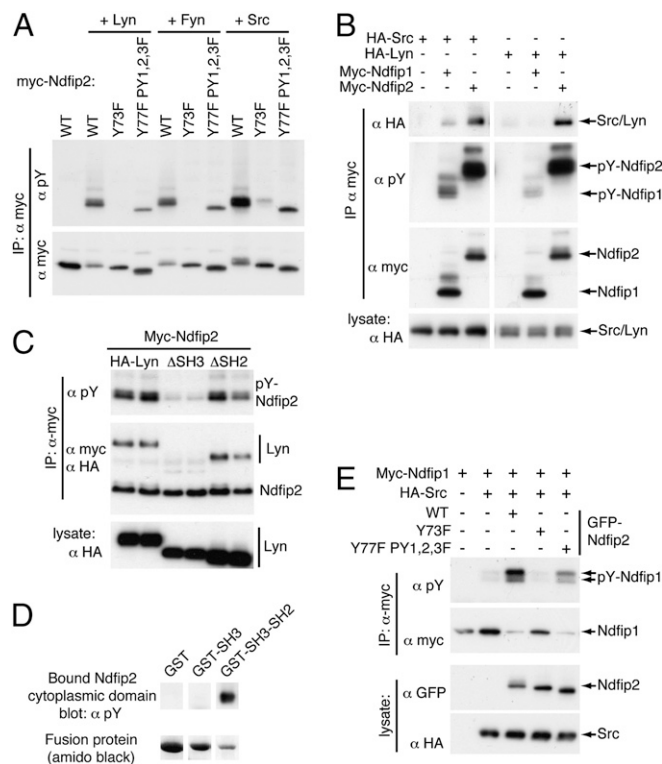 A
+ Lyn + Fyn + Src
myc-Ndfip2:
WT WT Y73F Y77F PY1,2,3F WT Y73F Y77F PY1,2,3F WT Y73F Y77F PY1,2,3F
IP: α myc
α pY
α myc
B
HA-Src + + + - - -
HA-Lyn - - - + + +
Myc-Ndfip1 - + - - + -
Myc-Ndfip2 - - + - - +
IP α myc
α HA
Src/Lyn
α pY
pY-Ndfip2
pY-Ndfip1
α myc
Ndfip2
Ndfip1
lysate:
α HA
Src/Lyn
C
Myc-Ndfip2
HA-Lyn ΔSH3 ΔSH2
IP: α-myc
α pY
pY-
Ndfip2
α myc
α HA
Lyn
Ndfip2
lysate:
α HA
Lyn
D
GST GST-SH3 GST-SH3-SH2
Bound Ndfip2
cytoplasmic domain
blot: α pY
Fusion protein
(amido black)
E
Myc-Ndfip1 + + + + +
HA-Src - + + + +
WT - - + - -
Y73F - - - + -
Y77F PY1,2,3F - - - - +
GFP-
Ndfip2
IP: α-myc
α pY
pY-Ndfip1
α myc
Ndfip1
lysate:
α GFP
Ndfip2
α HA
Src